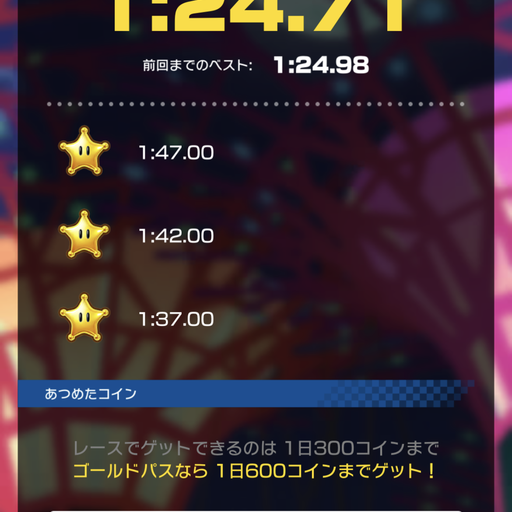 1:24.71
前回までのベスト: 1:24.98
1:47.00
1:42.00
1:37.00
あつめたコイン
レースでゲットできるのは 1日300コインまで
ゴールドパスなら 1日600コインまでゲット！